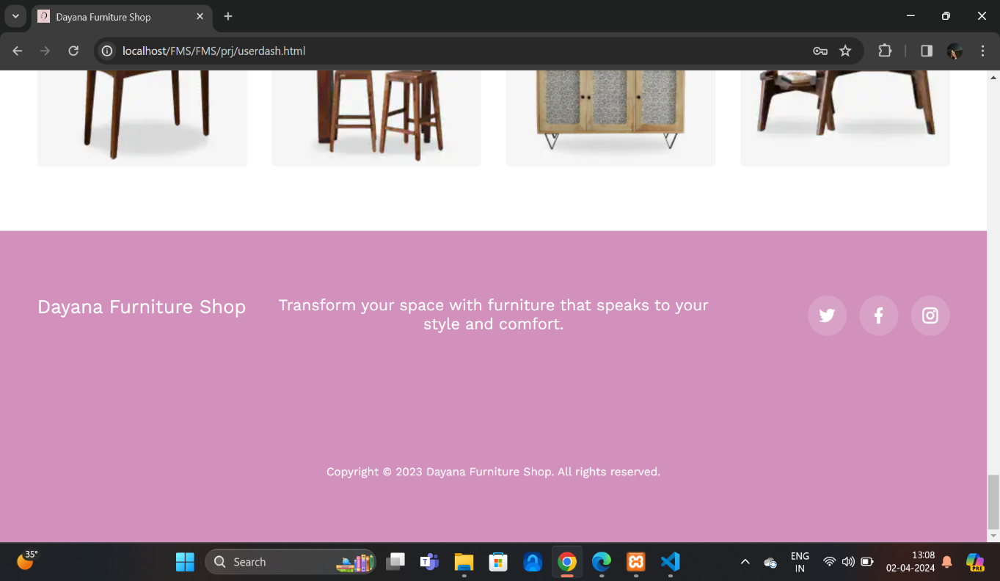 Dayana Furniture Shop
localhost/FMS/FMS/prj/userdash.html
Dayana Furniture Shop
Transform your space with furniture that speaks to your
style and comfort.
Copyright © 2023 Dayana Furniture Shop. All rights reserved.
35°
Search
ENG
IN
13:08
02-04-2024
PRE